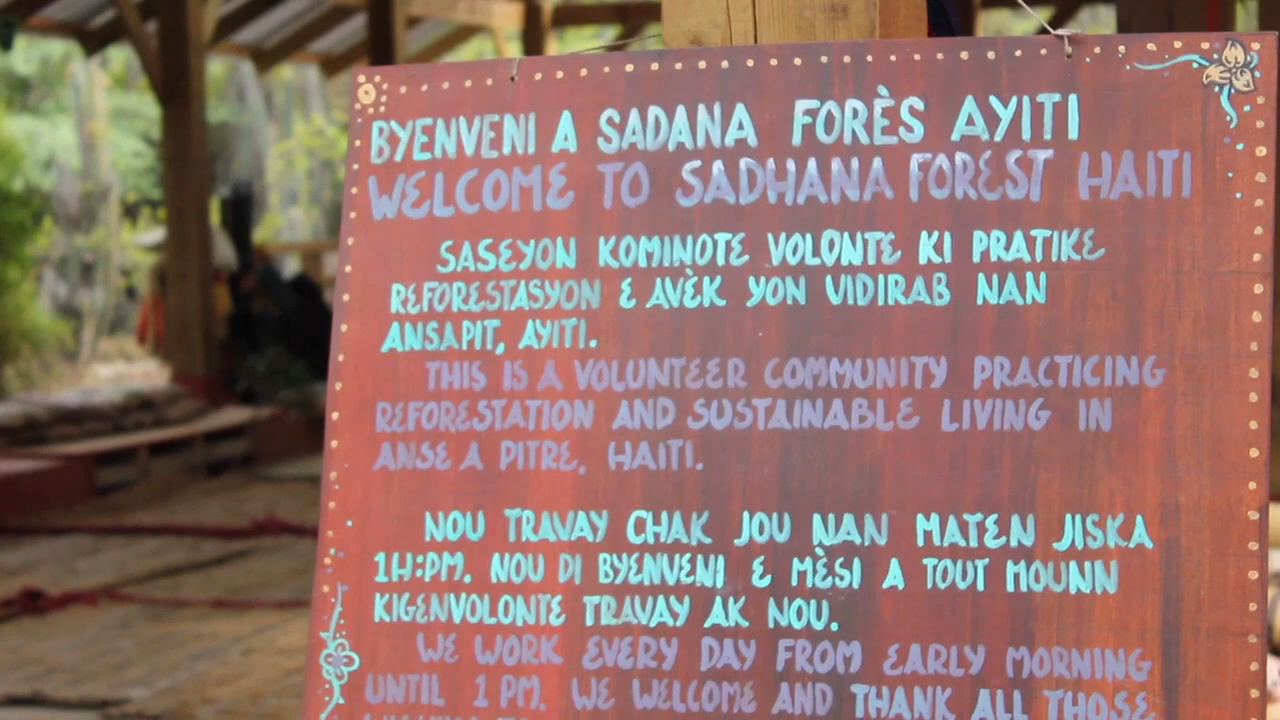 BYENVENI A SADANA FORÈS AYITI
WELCOME TO SADHANA FOREST HAITI
SASEYON KOMINOTE VOLONTE KI PRATIKE
REFORESTASYON E AVÈK YON VIDIRAB NAN
ANSAPIT, AYITI.
THIS IS A VOLUNTEER COMMUNITY PRACTICING
REFORESTATION AND SUSTAINABLE LIVING IN
ANSE A PITRE, HAITI.
NOU TRAVAY CHAK JOU NAN MATEN JISKA
1H:PM. NOU DI BYENVENI E MÈSI A TOUT MOUNN
KIGENVOLONTE TRAVAY AK NOU.
WE WORK EVERY DAY FROM EARLY MORNING
UNTIL 1 PM. WE WELCOME AND THANK ALL THOSE